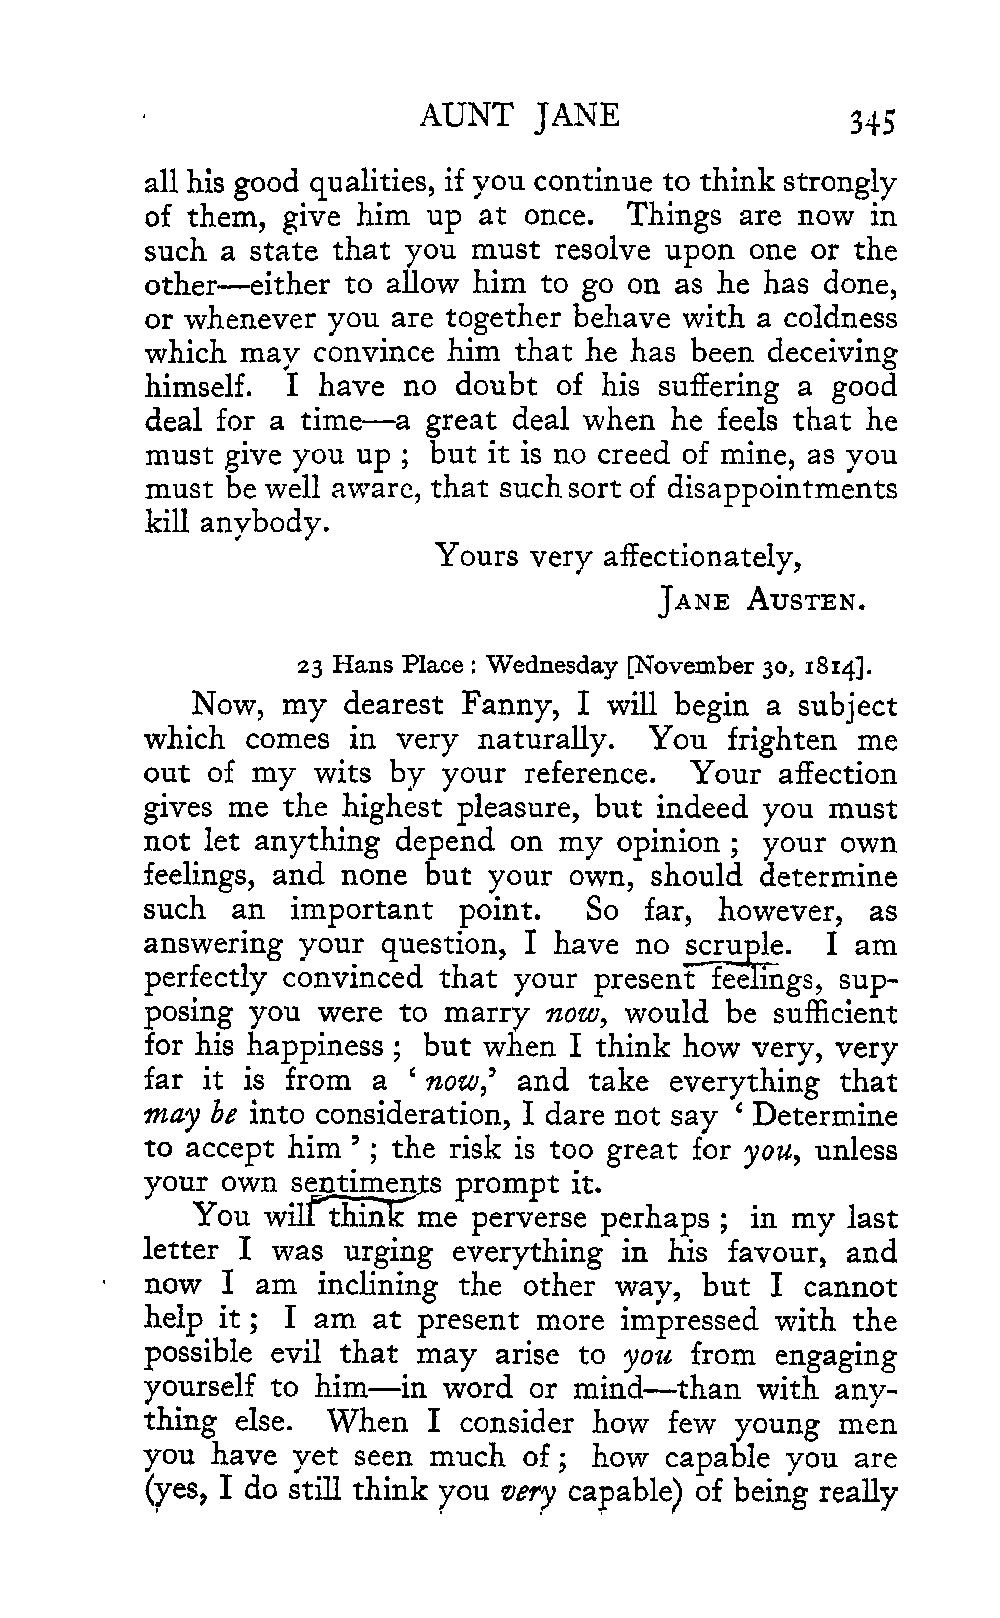 AUNT JANE 345
all his good qualities, if you continue to think strongly
of them, give him up at once. Things are now in
such a state that you must resolve upon one or the
other—either to allow him to go on as he has done,
or whenever you are together behave with a coldness
which may convince him that he has been deceiving
himself. I have no doubt of his suffering a good
deal for a time—a great deal when he feels that he
must give you up ; but it is no creed of mine, as you
must be well aware, that such sort of disappointments
kill anybody.
Yours very affectionately,
JANE AUSTEN.
23 Hans Place : Wednesday [November 30, 1814].
Now, my dearest Fanny, I will begin a subject
which comes in very naturally. You frighten me
out of my wits by your reference. Your affection
gives me the highest pleasure, but indeed you must
not let anything depend on my opinion ; your own
feelings, and none but your own, should determine
such an important point. So far, however, as
answering your question, I have no scruple. I am
perfectly convinced that your present feelings, sup-
posing you were to marry now, would be sufficient
for his happiness ; but when I think how very, very
far it is from a ‘ now,’ and take everything that
may be into consideration, I dare not say ‘ Determine
to accept him ’ ; the risk is too great for you, unless
your own sentiments prompt it.
You will think me perverse perhaps ; in my last
letter I was urging everything in his favour, and
now I am inclining the other way, but I cannot
help it ; I am at present more impressed with the
possible evil that may arise to you from engaging
yourself to him—in word or mind—than with any-
thing else. When I consider how few young men
you have yet seen much of ; how capable you are
(yes, I do still think you very capable) of being really